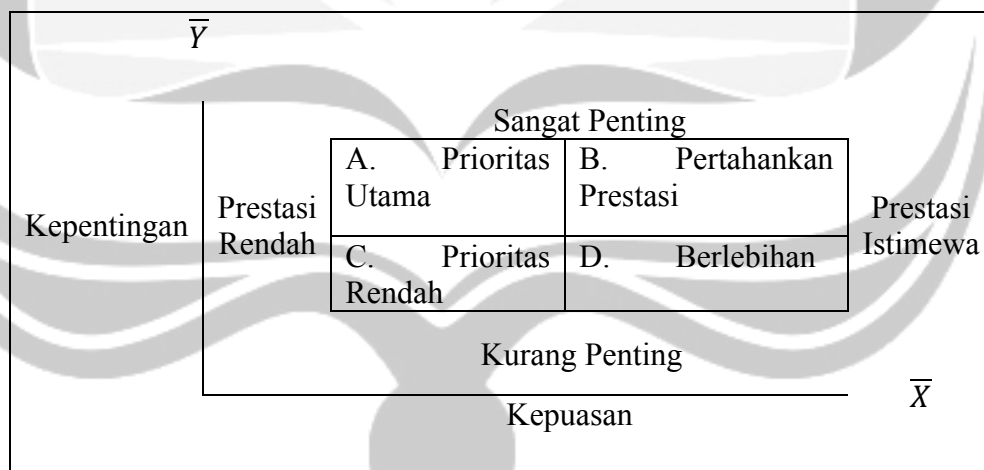 Y̅
Sangat Penting
A. Prioritas
Utama
B. Pertahankan
Prestasi
Kepentingan
Prestasi
Rendah
Prestasi
Istimewa
C. Prioritas
Rendah
D. Berlebihan
Kurang Penting
X̅
Kepuasan